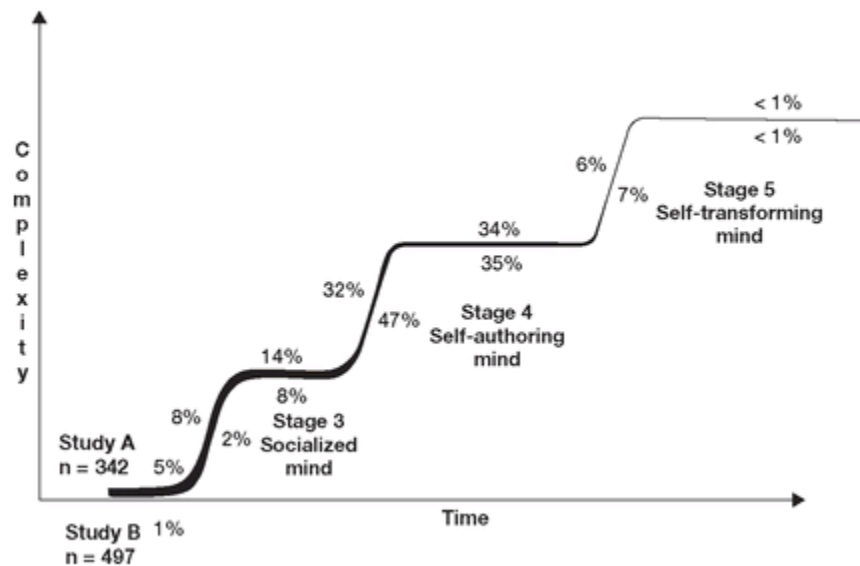 Complexity
< 1%
< 1%
6%
7%
Stage 5
Self-transforming
mind
34%
35%
32%
47%
Stage 4
Self-authoring
mind
14%
8%
8%
2%
Stage 3
Socialized
mind
Study A
n = 342
5%
Time
Study B
n = 497
1%